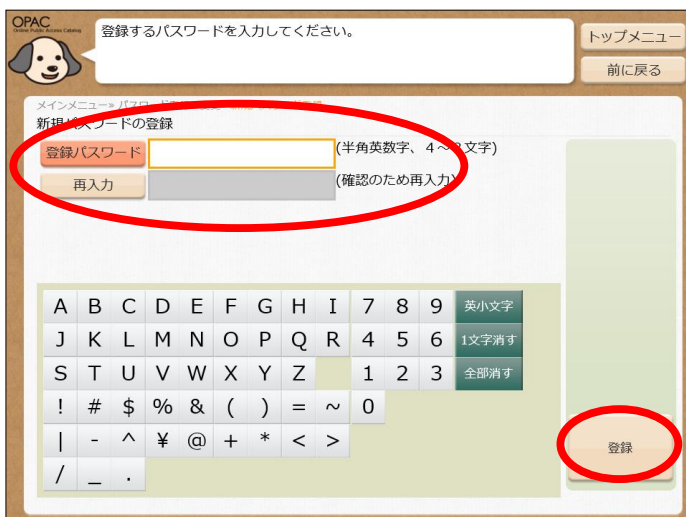 OPAC
Online Public Access Catalog
登録するパスワードを入力してください。
トップメニュー
前に戻る
メインメニュー»
新規パスワードの登録
登録パスワード
(半角英数字、４～８文字)
再入力
(確認のため再入力)
A B C D E F G H I 7 8 9 英小文字
J K L M N O P Q R 4 5 6 1文字消す
S T U V W X Y Z 1 2 3 全部消す
! # $ % & ( ) = ~ 0
| - ^ ¥ @ + * < >
/ _ .
登録